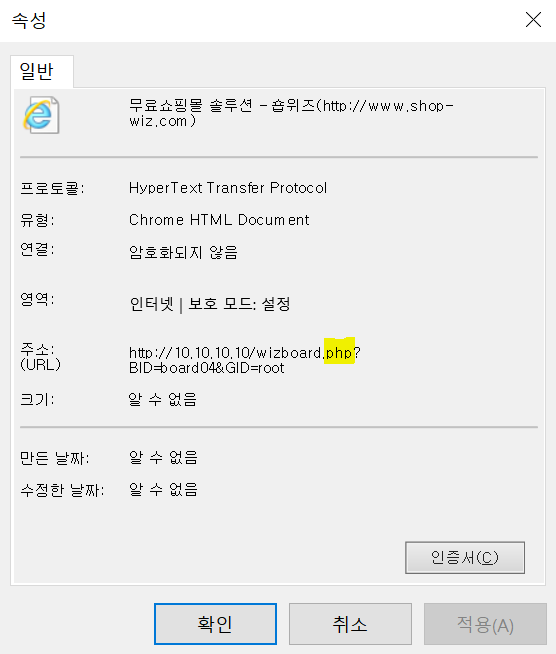 속성
일반
무료쇼핑몰 솔루션 - 숍위즈(http://www.shop-
wiz.com)
프로토콜: HyperText Transfer Protocol
유형: Chrome HTML Document
연결: 암호화되지 않음
영역: 인터넷 | 보호 모드: 설정
주소: http://10.10.10.10/wizboard.php?
(URL) BID=board04&GID=root
크기: 알 수 없음
만든 날짜: 알 수 없음
수정한 날짜: 알 수 없음
인증서(C)
확인 취소 적용(A)